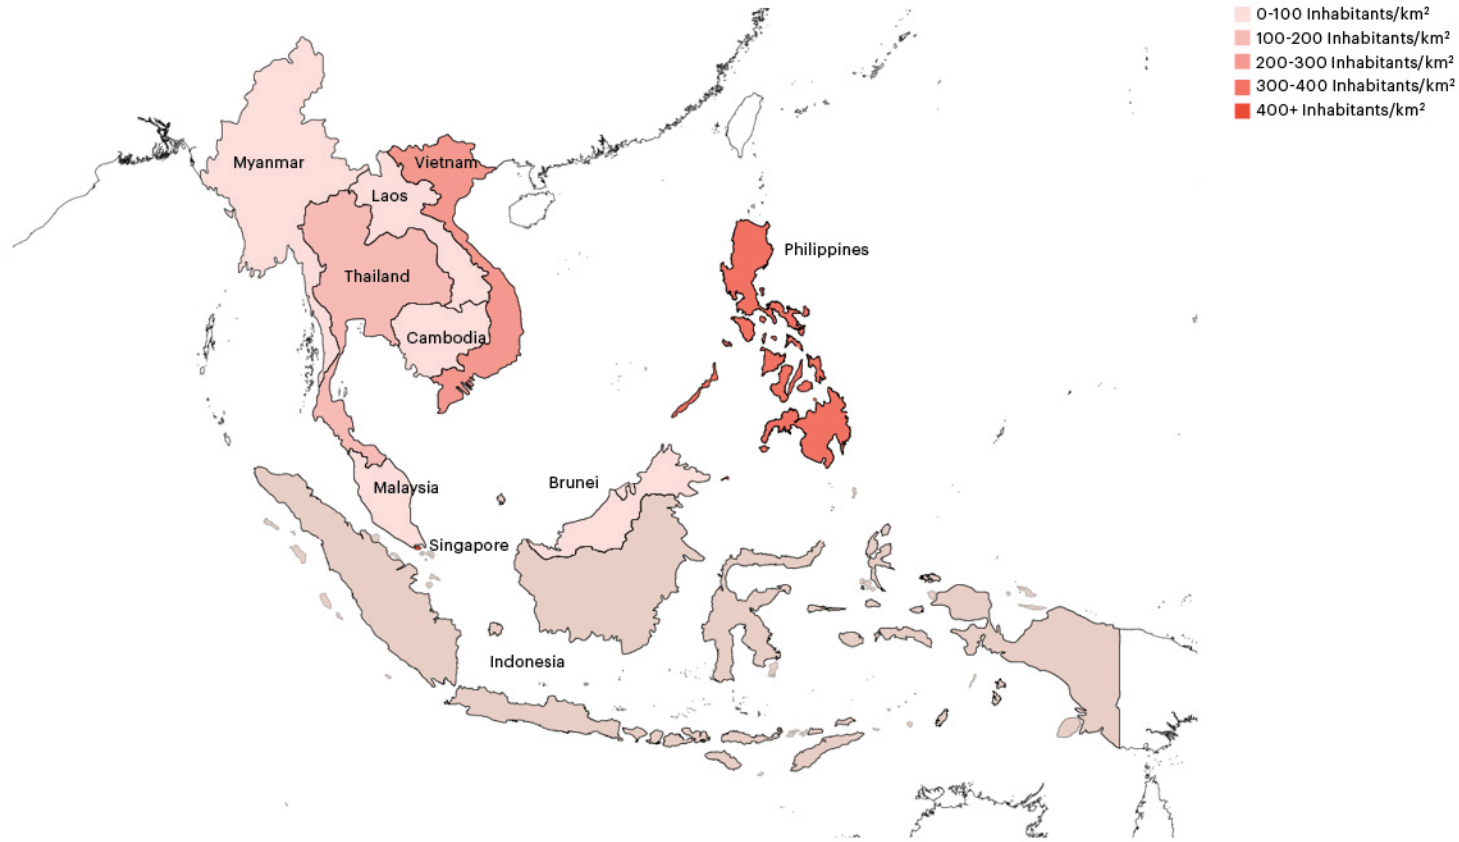 0-100 Inhabitants/km²
100-200 Inhabitants/km²
200-300 Inhabitants/km²
300-400 Inhabitants/km²
400+ Inhabitants/km²
Myanmar
Vietnam
Laos
Philippines
Thailand
Cambodia
Brunei
Malaysia
Singapore
Indonesia